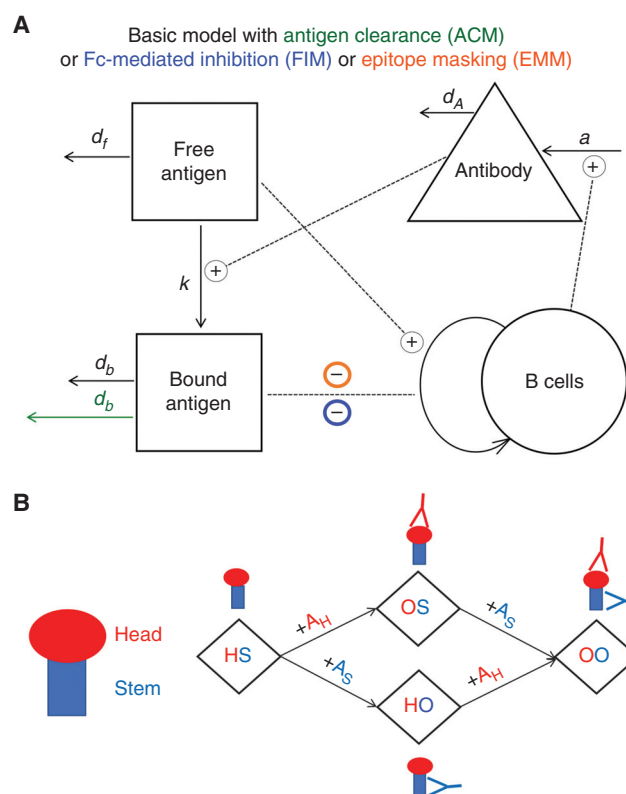 A
Basic model with antigen clearance (ACM)
or Fc-mediated inhibition (FIM) or epitope masking (EMM)
d_f
Free
antigen
d_A
Antibody
a
+
k
+
+
d_b
d_b
Bound
antigen
−
−
B cells
B
Head
Stem
HS
+A_H
+A_S
OS
HO
+A_S
+A_H
OO